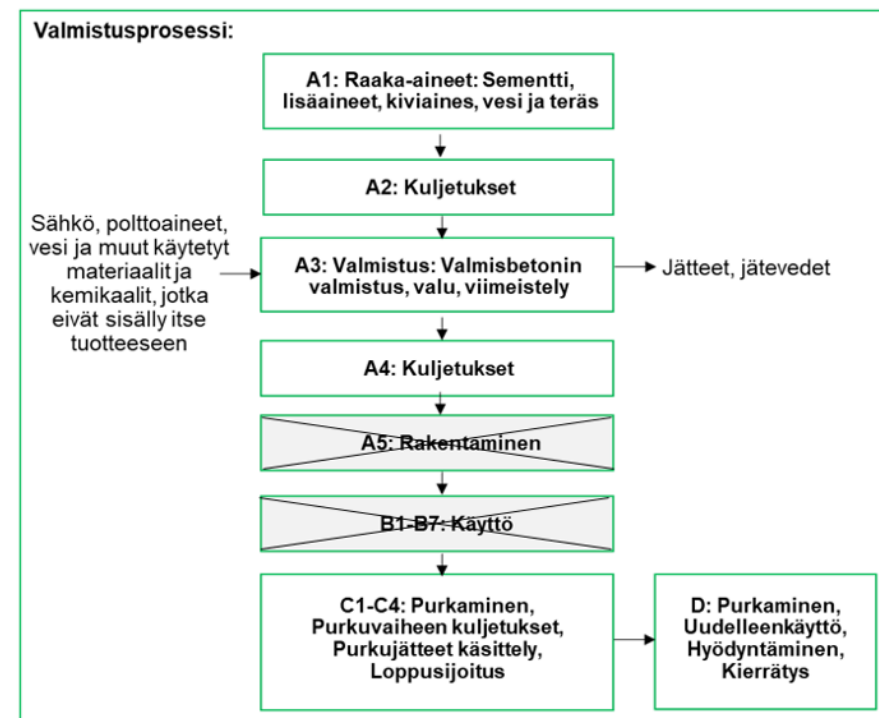 Valmistusprosessi:
A1: Raaka-aineet: Sementti,
lisäaineet, kiviaines, vesi ja teräs
A2: Kuljetukset
Sähkö, polttoaineet,
vesi ja muut käytetyt
materiaalit ja
kemikaalit, jotka
eivät sisälly itse
tuotteeseen
A3: Valmistus: Valmisbetonin
valmistus, valu, viimeistely
Jätteet, jätevedet
A4: Kuljetukset
A5: Rakentaminen
B1-B7: Käyttö
C1-C4: Purkaminen,
Purkuvaiheen kuljetukset,
Purkujätteet käsittely,
Loppusijoitus
D: Purkaminen,
Uudelleenkäyttö,
Hyödyntäminen,
Kierrätys